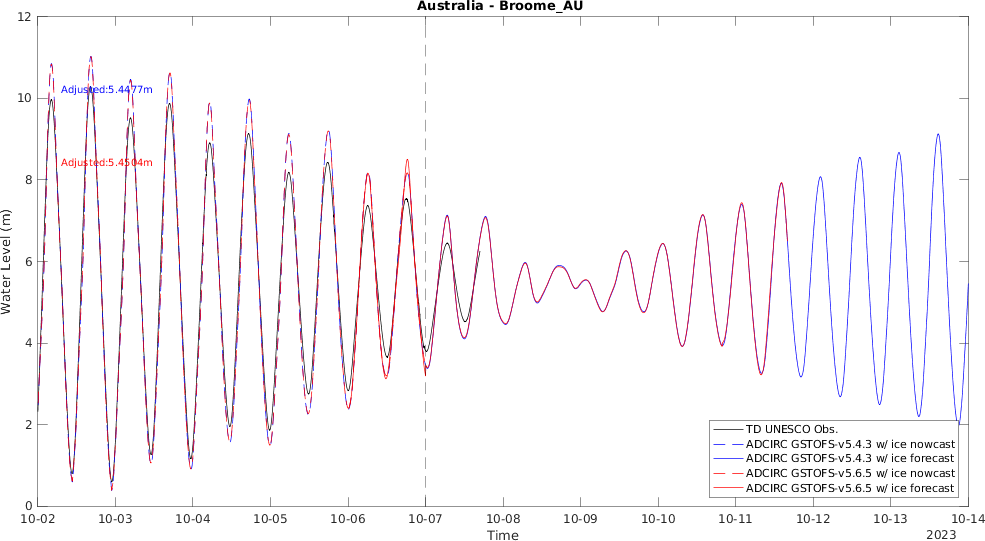 Australia - Broome_AU
12
10
8
6
4
2
0
Water Level (m)
Adjusted:5.4477m
Adjusted:5.4504m
TD UNESCO Obs.
ADCIRC GSTOFS-v5.4.3 w/ ice nowcast
ADCIRC GSTOFS-v5.4.3 w/ ice forecast
ADCIRC GSTOFS-v5.6.5 w/ ice nowcast
ADCIRC GSTOFS-v5.6.5 w/ ice forecast
10-02 10-03 10-04 10-05 10-06 10-07 10-08 10-09 10-10 10-11 10-12 10-13 10-14
Time
2023